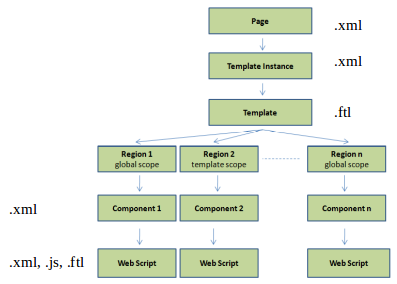 Page
.xml
Template Instance
.xml
Template
.ftl
Region 1
global scope
Region 2
template scope
Region n
global scope
.xml
Component 1
Component 2
Component n
.xml, .js, .ftl
Web Script
Web Script
Web Script